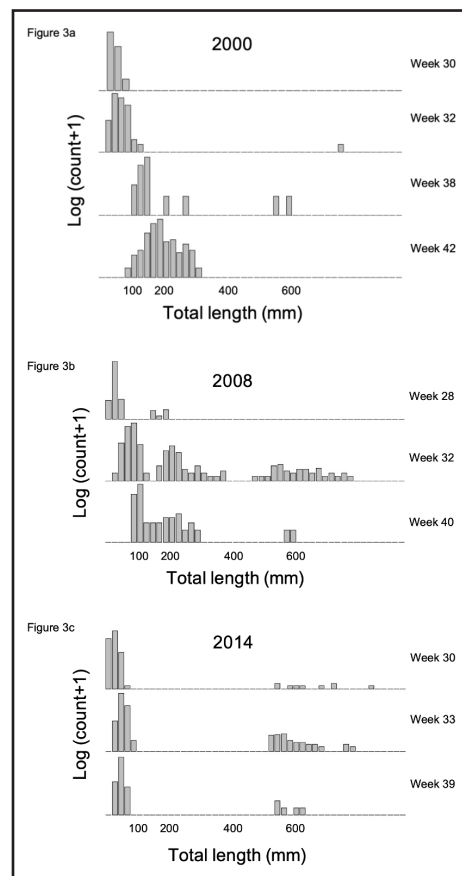 Figure 3a
2000
Week 30
Week 32
Log (count+1)
Week 38
Week 42
100 200 400 600
Total length (mm)
Figure 3b
2008
Week 28
Log (count+1)
Week 32
Week 40
100 200 400 600
Total length (mm)
Figure 3c
2014
Week 30
Log (count+1)
Week 33
Week 39
100 200 400 600
Total length (mm)